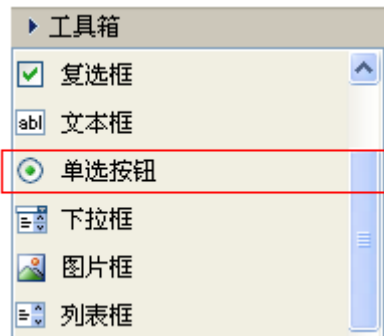 工具箱
复选框
abl 文本框
单选按钮
下拉框
图片框
列表框